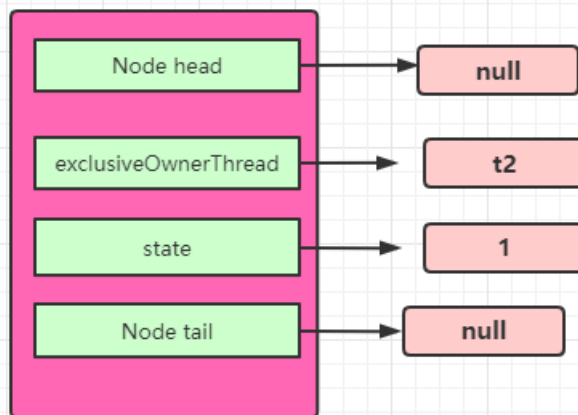 Node head
null
exclusiveOwnerThread
t2
state
1
Node tail
null